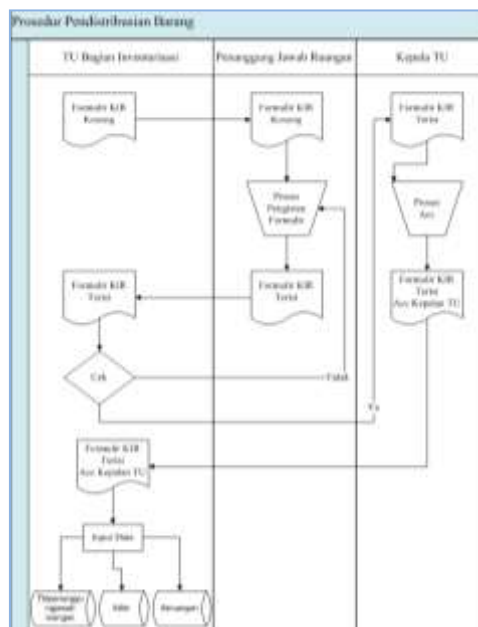 Prosedur Pendistribusian Barang
TU Bagian Inventarisasi
Penanggung Jawab Ruangan
Kepala TU
Formulir KIR
Kosong
Formulir KIR
Kosong
Formulir KIR
Terisi
Proses
Pengisian
Formulir
Proses
Acc
Formulir KIR
Terisi
Formulir KIR
Terisi
Formulir KIR
Terisi
Acc Kepala TU
Cek
Tidak
Ya
Formulir KIR
Terisi
Acc Kepala TU
Input Data
Ruangan